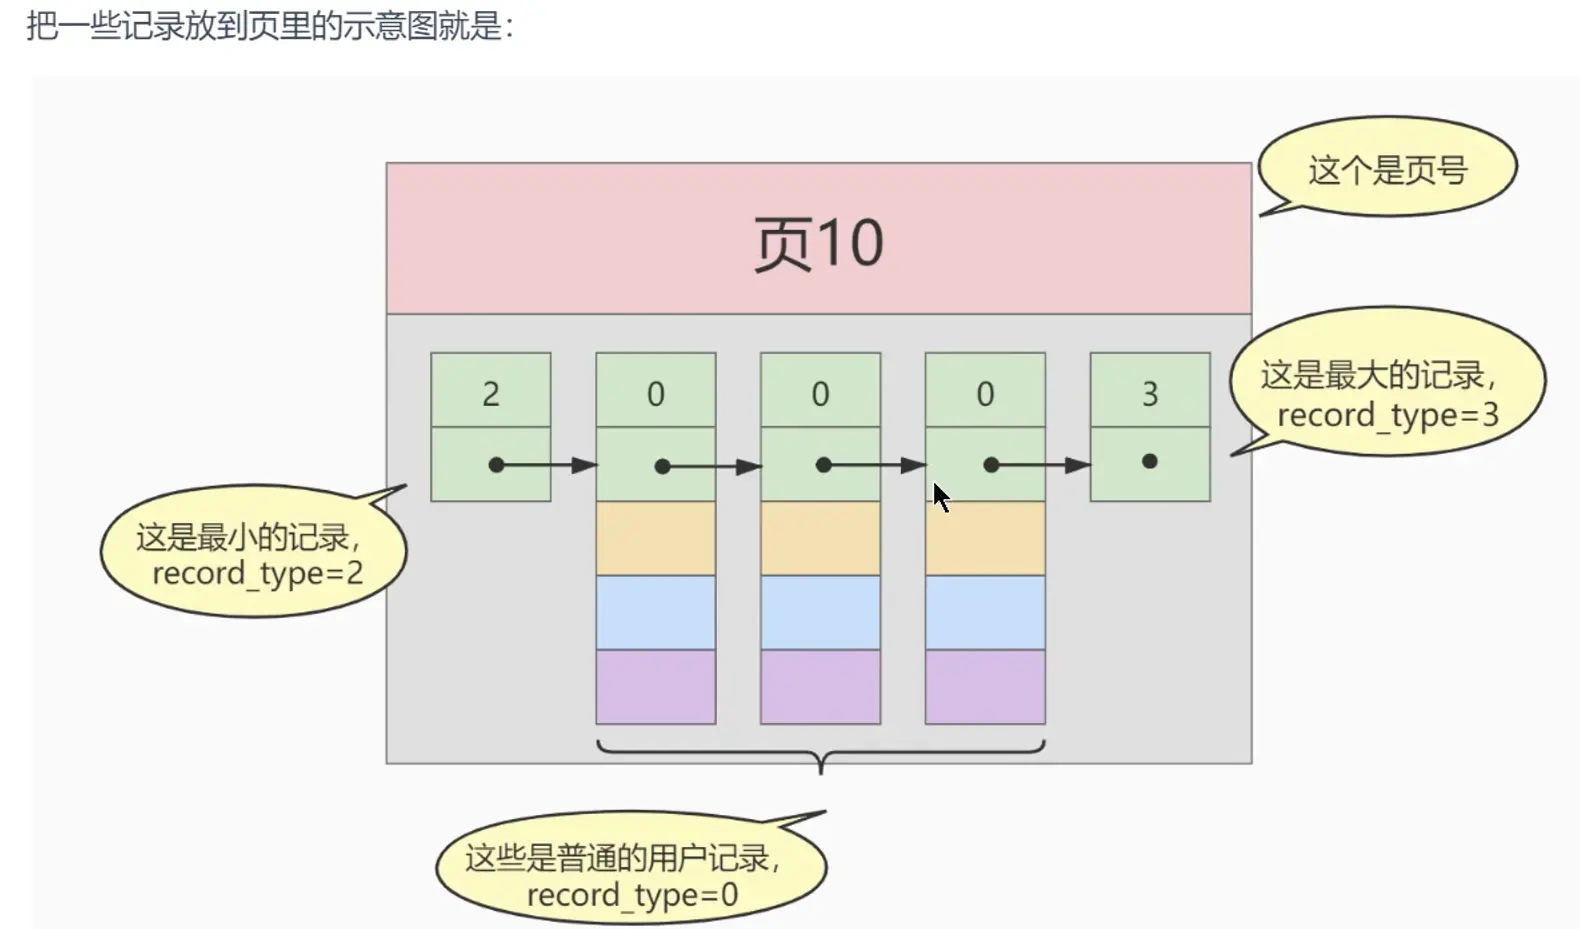 把一些记录放到页里的示意图就是：
这个是页号
页10
2
0
0
0
3
这是最大的记录，
record_type=3
这是最小的记录，
record_type=2
这些是普通的用户记录，
record_type=0